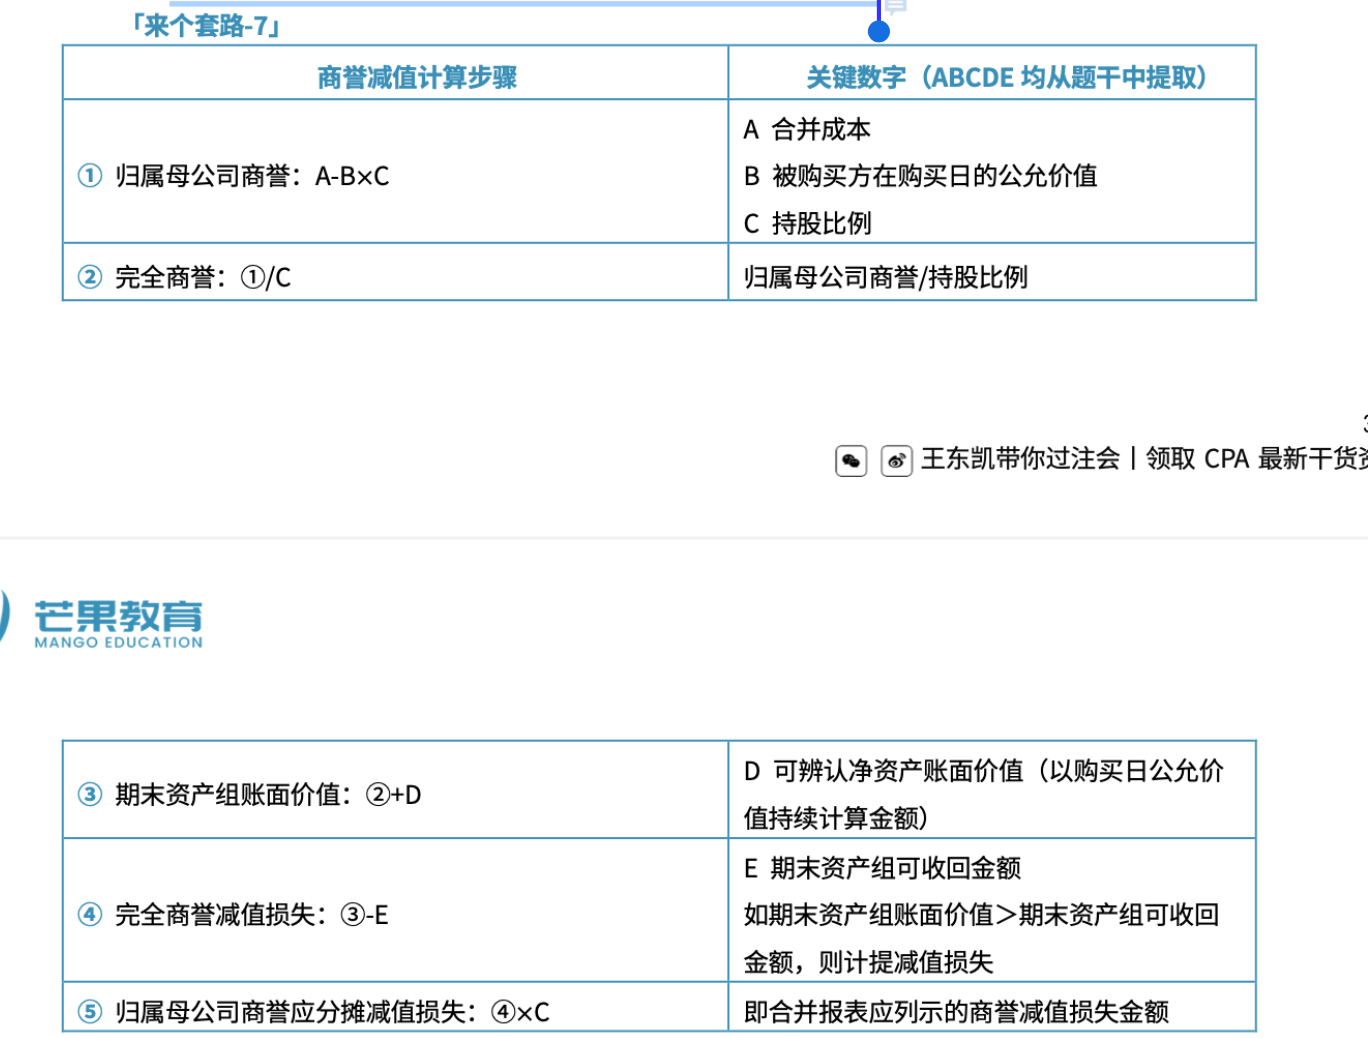 「来个套路-7」
商誉减值计算步骤
关键数字（ABCDE 均从题干中提取）
① 归属母公司商誉：A-B×C
A 合并成本
B 被购买方在购买日的公允价值
C 持股比例
② 完全商誉：①/C
归属母公司商誉/持股比例
王东凯带你过注会丨领取 CPA 最新干货
芒果教育
MANGO EDUCATION
③ 期末资产组账面价值：②+D
D 可辨认净资产账面价值（以购买日公允价
值持续计算金额）
④ 完全商誉减值损失：③-E
E 期末资产组可收回金额
如期末资产组账面价值＞期末资产组可收回
金额，则计提减值损失
⑤ 归属母公司商誉应分摊减值损失：④×C
即合并报表应列示的商誉减值损失金额